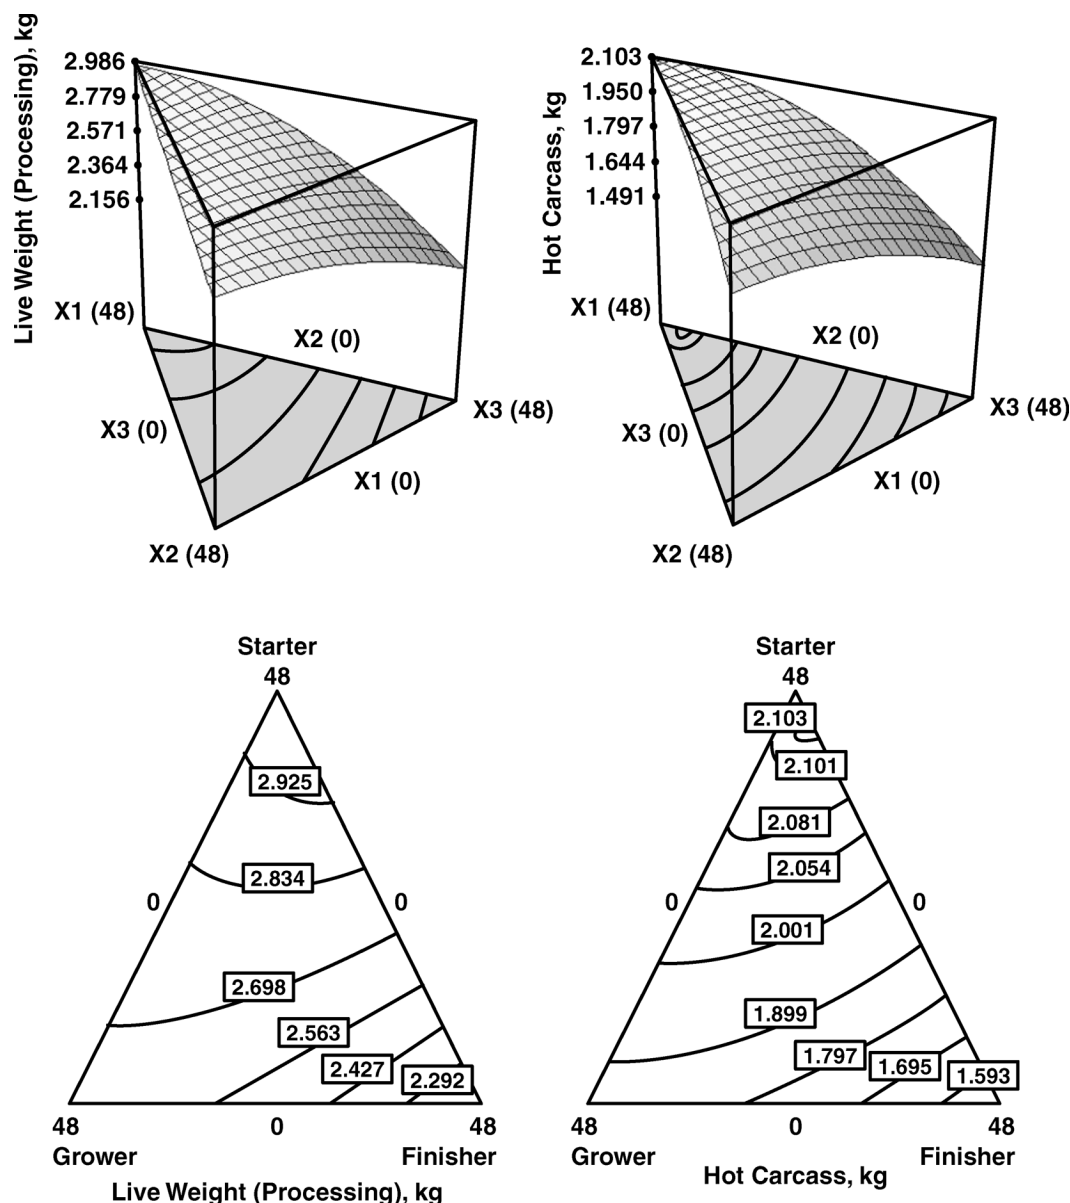 Live Weight (Processing), kg
2.986
2.779
2.571
2.364
2.156
X1 (48)
X2 (0)
X3 (0)
X3 (48)
X1 (0)
X2 (48)
Hot Carcass, kg
2.103
1.950
1.797
1.644
1.491
X1 (48)
X2 (0)
X3 (0)
X3 (48)
X1 (0)
X2 (48)
Starter
48
2.925
2.834
0
0
2.698
2.563
2.427
2.292
48
0
48
Grower
Finisher
Live Weight (Processing), kg
Starter
48
2.103
2.101
2.081
2.054
0
0
2.001
1.899
1.797
1.695
1.593
48
0
48
Grower
Finisher
Hot Carcass, kg